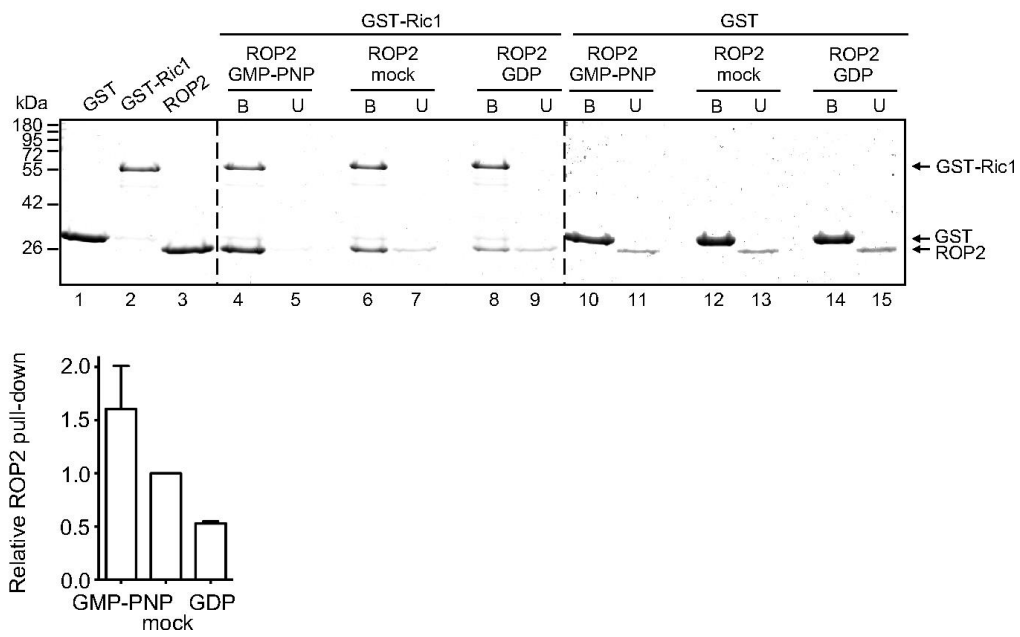 GST-Ric1 GST
ROP2 ROP2 ROP2 ROP2 ROP2 ROP2
GMP-PNP mock GDP GMP-PNP mock GDP
GST GST-Ric1 ROP2
kDa B U B U B U B U B U B U
180
95
72
55 GST-Ric1
42
GST
26 ROP2
1 2 3 4 5 6 7 8 9 10 11 12 13 14 15
Relative ROP2 pull-down
2.0
1.5
1.0
0.5
0.0
GMP-PNP GDP
mock